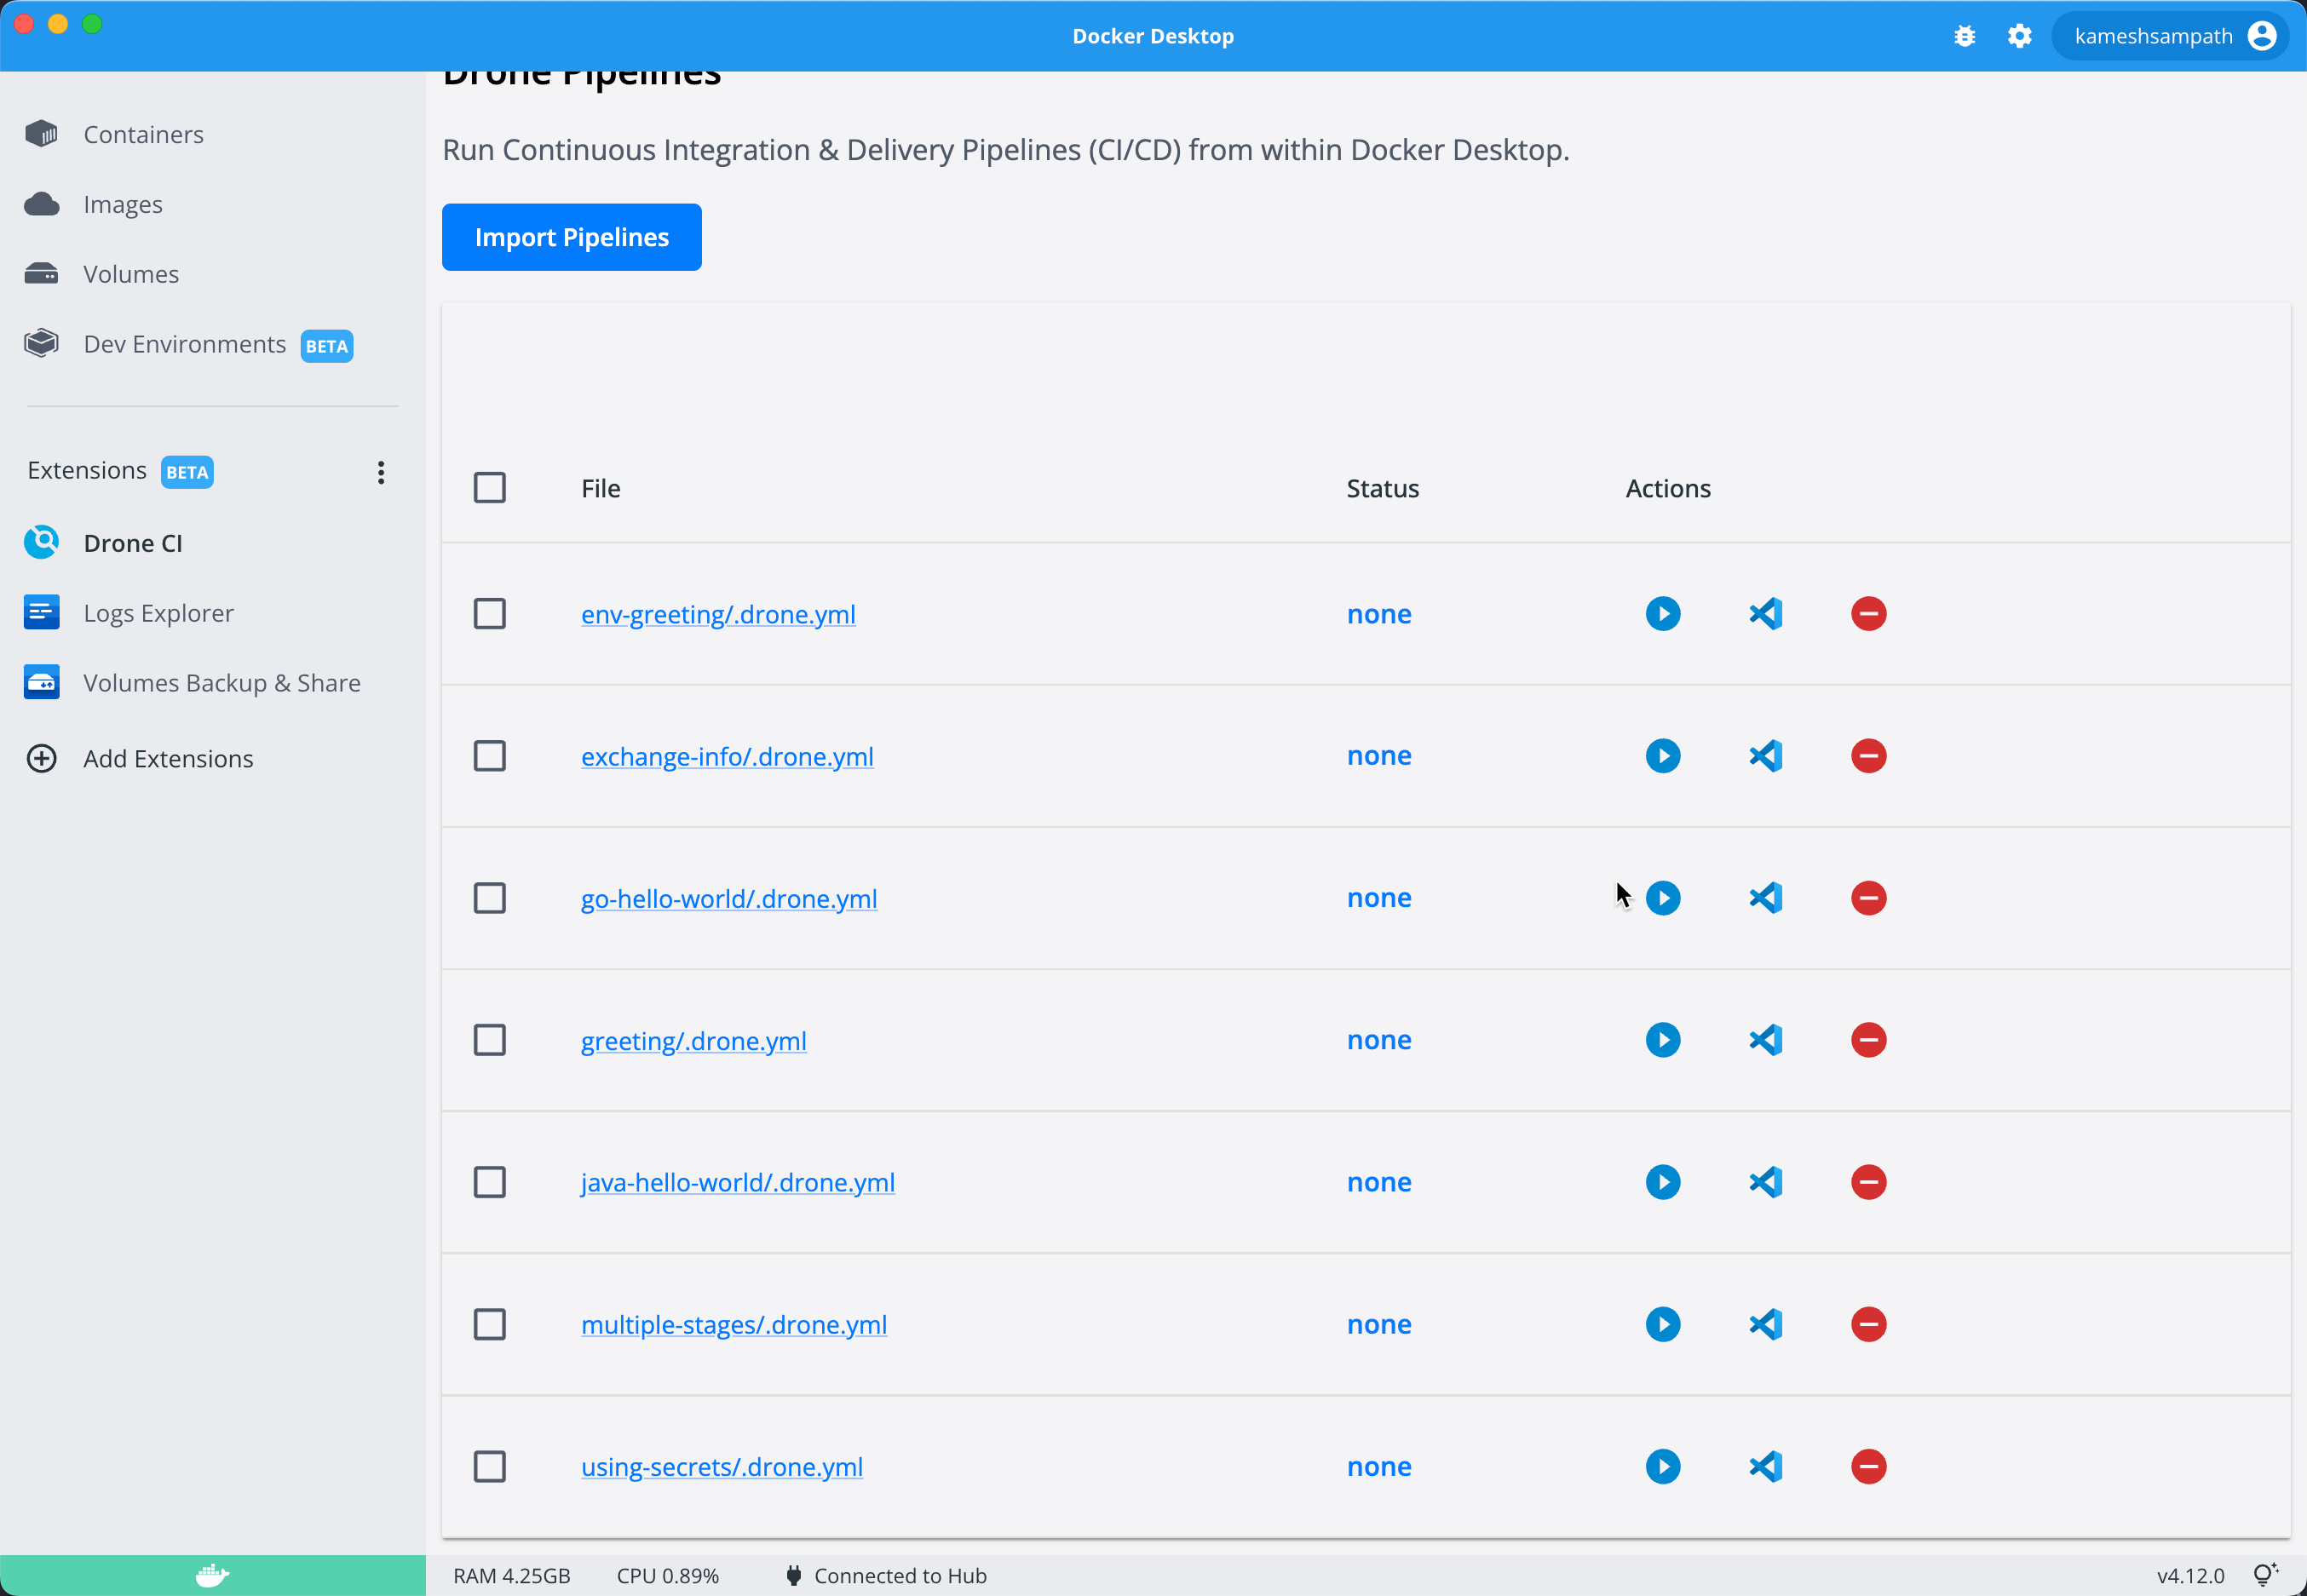 Docker Desktop
kameshsampath
Containers
Images
Volumes
Dev Environments BETA
Extensions BETA
Drone CI
Logs Explorer
Volumes Backup & Share
Add Extensions
Drone Pipelines
Run Continuous Integration & Delivery Pipelines (CI/CD) from within Docker Desktop.
Import Pipelines
File Status Actions
env-greeting/.drone.yml none
exchange-info/.drone.yml none
go-hello-world/.drone.yml none
greeting/.drone.yml none
java-hello-world/.drone.yml none
multiple-stages/.drone.yml none
using-secrets/.drone.yml none
RAM 4.25GB CPU 0.89% Connected to Hub v4.12.0